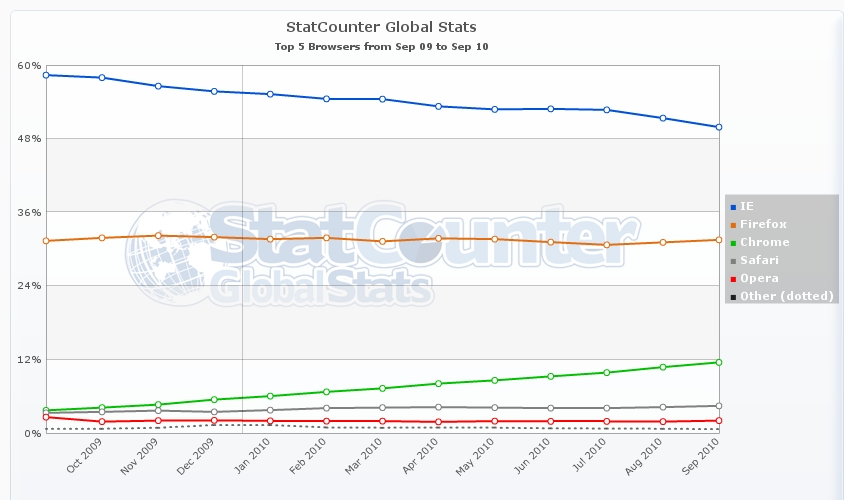 StatCounter Global Stats
Top 5 Browsers from Sep 09 to Sep 10
60%
48%
36%
24%
12%
0%
StatCounter
GlobalStats
IE
Firefox
Chrome
Safari
Opera
Other (dotted)
Oct 2009
Nov 2009
Dec 2009
Jan 2010
Feb 2010
Mar 2010
Apr 2010
May 2010
Jun 2010
Jul 2010
Aug 2010
Sep 2010